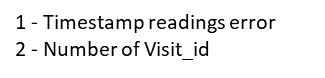 1 - Timestamp readings error
2 - Number of Visit_id